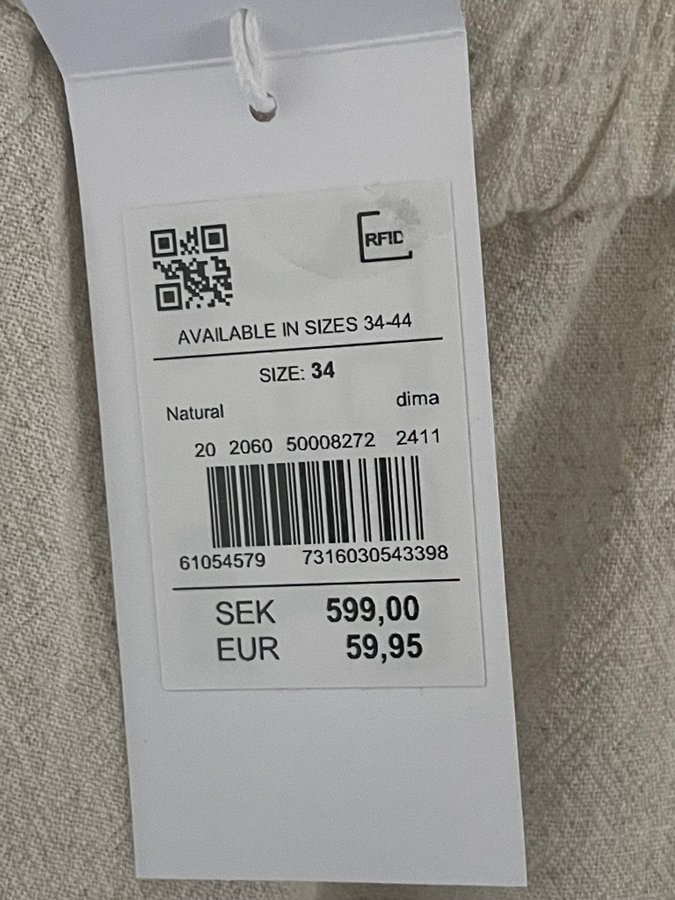 RFID
AVAILABLE IN SIZES 34-44
SIZE: 34
Natural dima
20 2060 50008272 2411
61054579 7316030543398
SEK 599,00
EUR 59,95